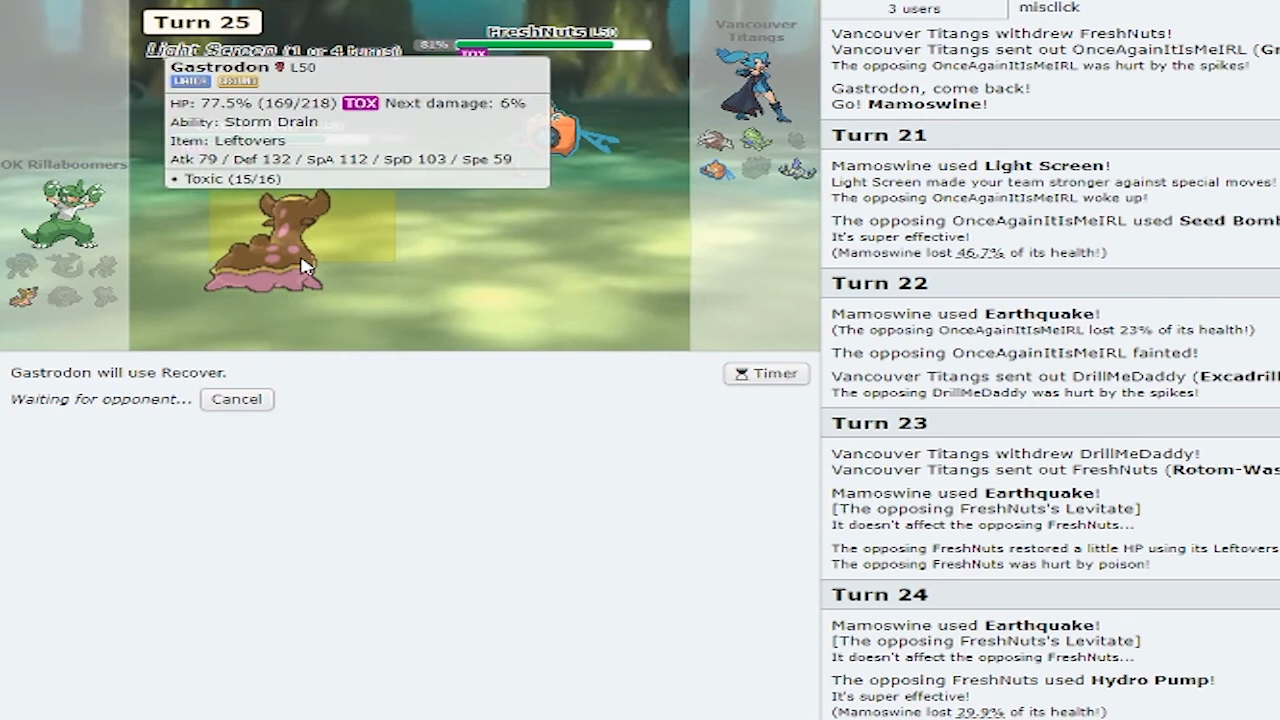 Turn 25
FreshNuts L50
81%
TOX
Light Screen (1 or 4 turns)
Gastrodon L50
WATER GROUND
HP: 77.5% (169/218) TOX Next damage: 6%
Ability: Storm Drain
Item: Leftovers
Atk 79 / Def 132 / SpA 112 / SpD 103 / Spe 59
• Toxic (15/16)
OK Rillaboomers
Vancouver
Titangs
Gastrodon will use Recover.
Waiting for opponent... Cancel
Timer
3 users
misclick
Vancouver Titangs withdrew FreshNuts!
Vancouver Titangs sent out OnceAgainItIsMeIRL (Gr
The opposing OnceAgainItIsMeIRL was hurt by the spikes!
Gastrodon, come back!
Go! Mamoswine!
Turn 21
Mamoswine used Light Screen!
Light Screen made your team stronger against special moves!
The opposing OnceAgainItIsMeIRL woke up!
The opposing OnceAgainItIsMeIRL used Seed Bomb
It's super effective!
(Mamoswine lost 46.7% of its health!)
Turn 22
Mamoswine used Earthquake!
(The opposing OnceAgainItIsMeIRL lost 23% of its health!)
The opposing OnceAgainItIsMeIRL fainted!
Vancouver Titangs sent out DrillMeDaddy (Excadrill
The opposing DrillMeDaddy was hurt by the spikes!
Turn 23
Vancouver Titangs withdrew DrillMeDaddy!
Vancouver Titangs sent out FreshNuts (Rotom-Was
Mamoswine used Earthquake!
[The opposing FreshNuts's Levitate]
It doesn't affect the opposing FreshNuts...
The opposing FreshNuts restored a little HP using its Leftovers
The opposing FreshNuts was hurt by poison!
Turn 24
Mamoswine used Earthquake!
[The opposing FreshNuts's Levitate]
It doesn't affect the opposing FreshNuts...
The opposing FreshNuts used Hydro Pump!
It's super effective!
(Mamoswine lost 29.9% of its health!)